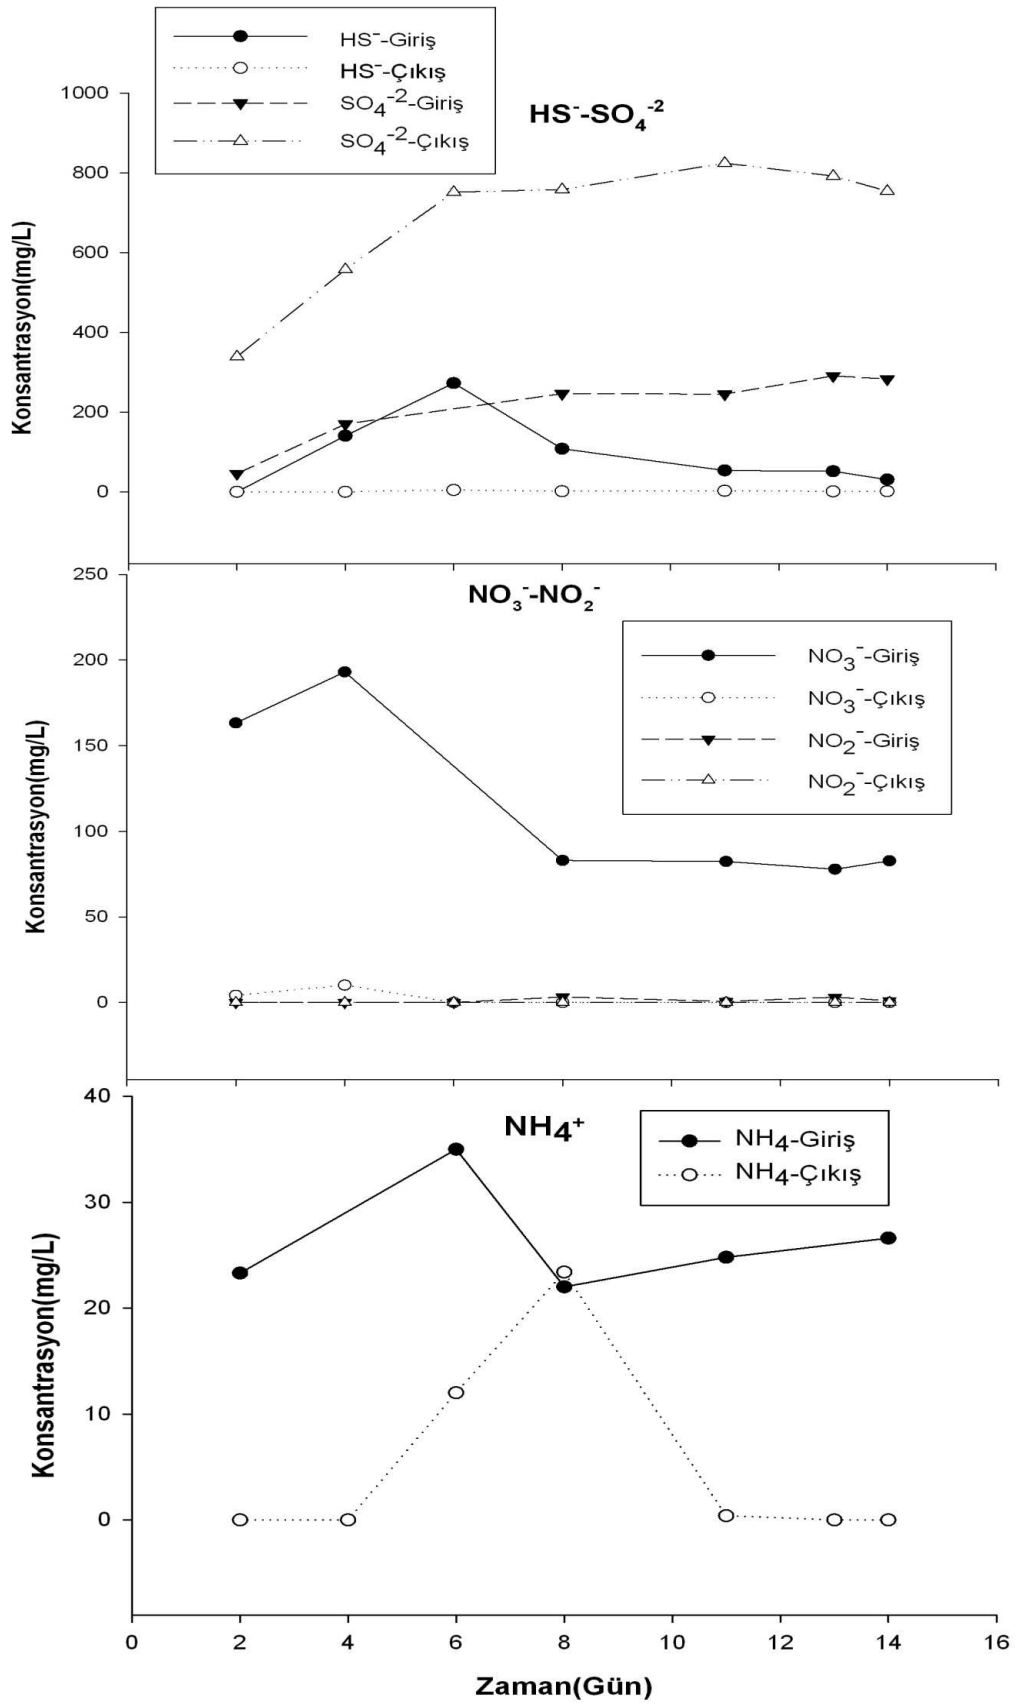 HS⁻-Giriş
HS⁻-Çıkış
SO₄⁻²-Giriş
SO₄⁻²-Çıkış
HS⁻-SO₄⁻²
Konsantrasyon(mg/L)
1000
800
600
400
200
0
NO₃⁻-NO₂⁻
NO₃⁻-Giriş
NO₃⁻-Çıkış
NO₂⁻-Giriş
NO₂⁻-Çıkış
Konsantrasyon(mg/L)
250
200
150
100
50
0
NH₄⁺
NH₄-Giriş
NH₄-Çıkış
Konsantrasyon(mg/L)
40
30
20
10
0
0 2 4 6 8 10 12 14 16
Zaman(Gün)